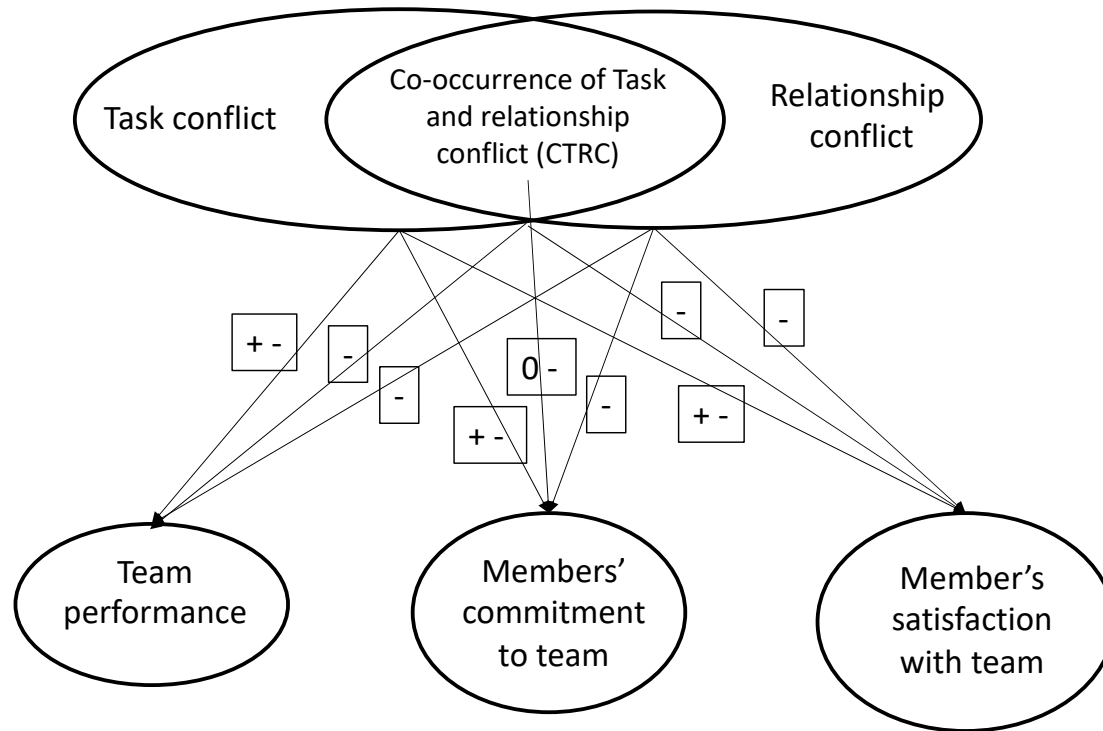 Task conflict
Co-occurrence of Task
and relationship
conflict (CTRC)
Relationship
conflict
+ -
-
-
+ -
0 -
-
-
+ -
-
Team
performance
Members’
commitment
to team
Member’s
satisfaction
with team